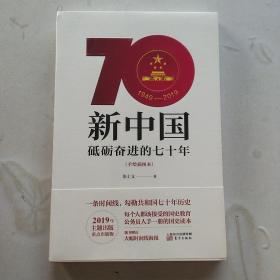 70
1949—2019
新中国
砥砺奋进的七十年
(手绘插图本)
一条时间线，勾勒共和国七十年历史
2019年
主题出版
重点出版物
每个人都该接受的国史教育
公务员人手一册的国史读本